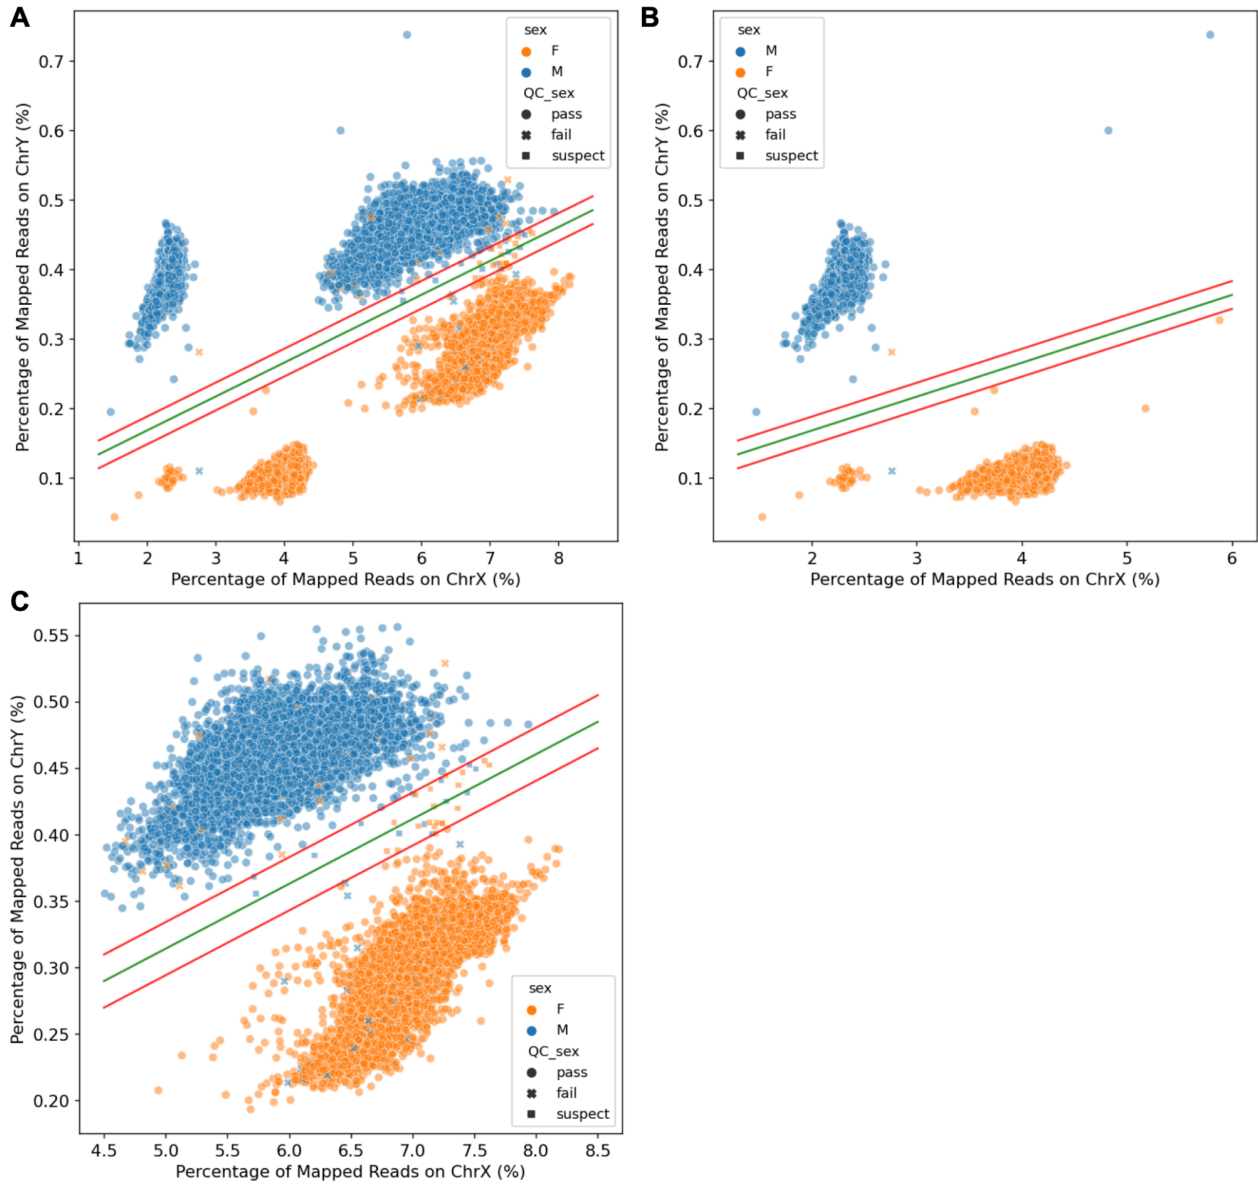 A
Percentage of Mapped Reads on ChrY (%)
0.7
0.6
0.5
0.4
0.3
0.2
0.1
sex
F
M
QC_sex
pass
fail
suspect
1 2 3 4 5 6 7 8
Percentage of Mapped Reads on ChrX (%)
B
Percentage of Mapped Reads on ChrY (%)
0.7
0.6
0.5
0.4
0.3
0.2
0.1
sex
M
F
QC_sex
pass
fail
suspect
2 3 4 5 6
Percentage of Mapped Reads on ChrX (%)
C
Percentage of Mapped Reads on ChrY (%)
0.55
0.50
0.45
0.40
0.35
0.30
0.25
0.20
sex
F
M
QC_sex
pass
fail
suspect
4.5 5.0 5.5 6.0 6.5 7.0 7.5 8.0 8.5
Percentage of Mapped Reads on ChrX (%)